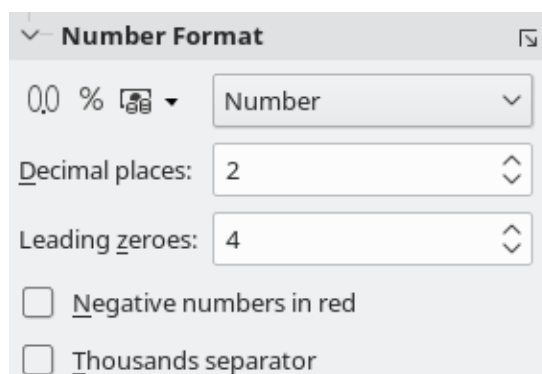 Number Format
0.0 % Number
Decimal places: 2
Leading zeroes: 4
Negative numbers in red
Thousands separator